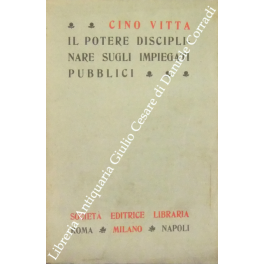 CINO VITTA
IL POTERE DISCIPLI
NARE SUGLI IMPIEGATI
PUBBLICI
SOCIETÀ EDITRICE LIBRARIA
ROMA MILANO NAPOLI
Libreria Antiquaria Giulio Cesare di Daniele Corradi